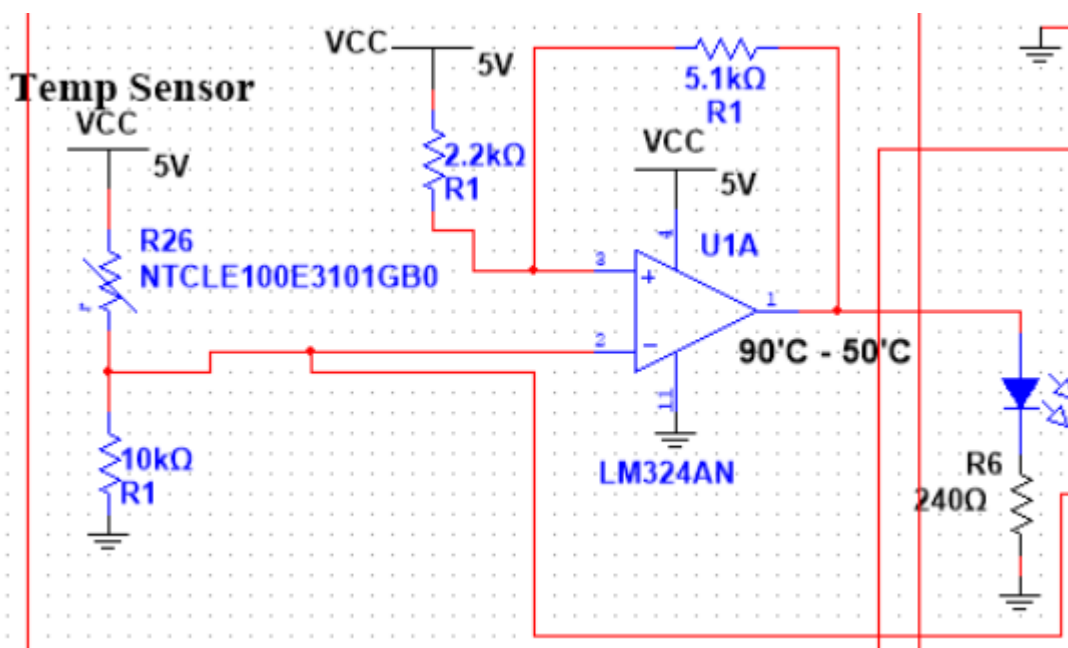 VCC
5V
5.1kΩ
R1
Temp Sensor
VCC
5V
2.2kΩ
R1
VCC
5V
R26
NTCLE100E3101GB0
4
U1A
3
+
1
2
−
90'C - 50'C
11
10kΩ
R1
LM324AN
R6
240Ω